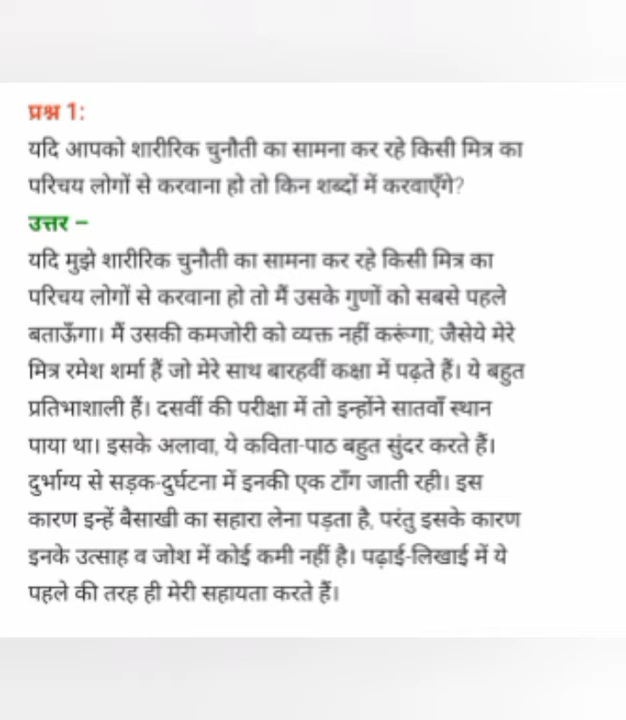 प्रश्न 1:
यदि आपको शारीरिक चुनौती का सामना कर रहे किसी मित्र का
परिचय लोगों से करवाना हो तो किन शब्दों में करवाएँगे?
उत्तर –
यदि मुझे शारीरिक चुनौती का सामना कर रहे किसी मित्र का
परिचय लोगों से करवाना हो तो मैं उसके गुणों को सबसे पहले
बताऊँगा। मैं उसकी कमजोरी को व्यक्त नहीं करूंगा; जैसेये मेरे
मित्र रमेश शर्मा हैं जो मेरे साथ बारहवीं कक्षा में पढ़ते हैं। ये बहुत
प्रतिभाशाली हैं। दसवीं की परीक्षा में तो इन्होंने सातवाँ स्थान
पाया था। इसके अलावा, ये कविता-पाठ बहुत सुंदर करते हैं।
दुर्भाग्य से सड़क-दुर्घटना में इनकी एक टाँग जाती रही। इस
कारण इन्हें बैसाखी का सहारा लेना पड़ता है, परंतु इसके कारण
इनके उत्साह व जोश में कोई कमी नहीं है। पढ़ाई-लिखाई में ये
पहले की तरह ही मेरी सहायता करते हैं।